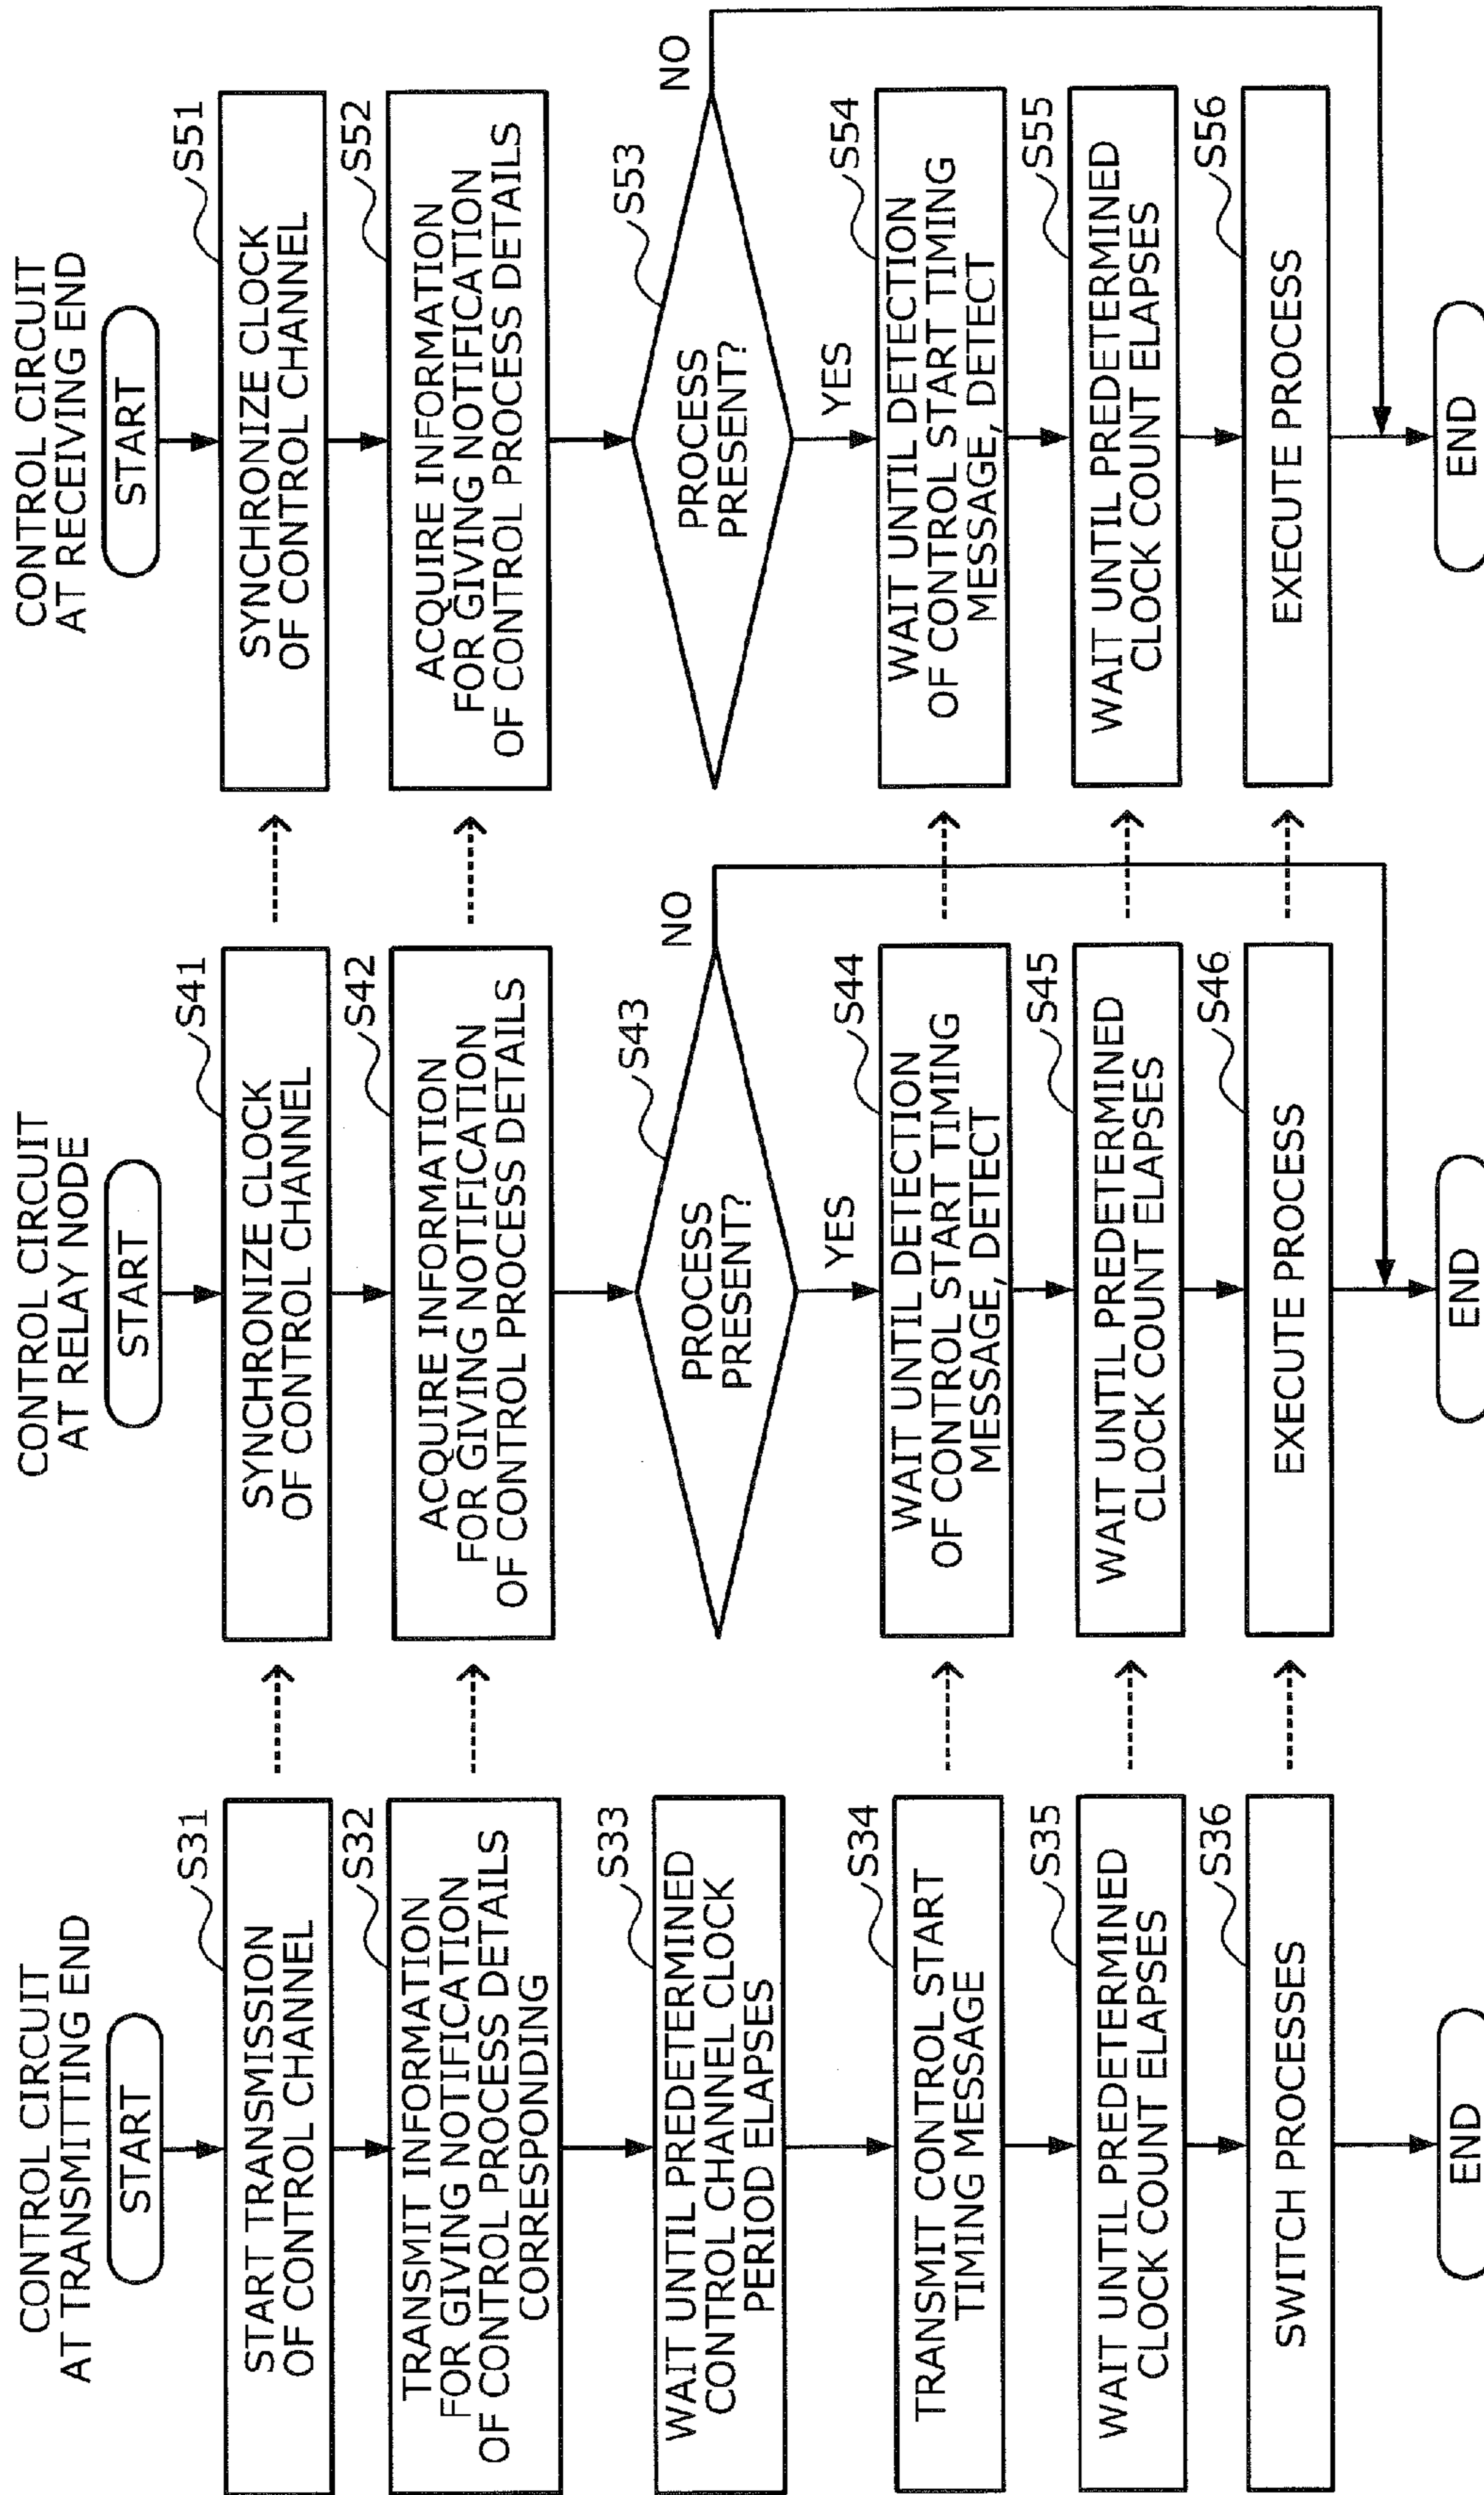 CONTROL CIRCUIT
AT TRANSMITTING END
START
S31
START TRANSMISSION
OF CONTROL CHANNEL
S32
TRANSMIT INFORMATION
FOR GIVING NOTIFICATION
OF CONTROL PROCESS DETAILS
CORRESPONDING
S33
WAIT UNTIL PREDETERMINED
CONTROL CHANNEL CLOCK
PERIOD ELAPSES
S34
TRANSMIT CONTROL START
TIMING MESSAGE
S35
WAIT UNTIL PREDETERMINED
CLOCK COUNT ELAPSES
S36
SWITCH PROCESSES
END
CONTROL CIRCUIT
AT RELAY NODE
START
S41
SYNCHRONIZE CLOCK
OF CONTROL CHANNEL
S42
ACQUIRE INFORMATION
FOR GIVING NOTIFICATION
OF CONTROL PROCESS DETAILS
S43
PROCESS
PRESENT?
NO
YES
S44
WAIT UNTIL DETECTION
OF CONTROL START TIMING
MESSAGE, DETECT
S45
WAIT UNTIL PREDETERMINED
CLOCK COUNT ELAPSES
S46
EXECUTE PROCESS
END
CONTROL CIRCUIT
AT RECEIVING END
START
S51
SYNCHRONIZE CLOCK
OF CONTROL CHANNEL
S52
ACQUIRE INFORMATION
FOR GIVING NOTIFICATION
OF CONTROL PROCESS DETAILS
S53
PROCESS
PRESENT?
NO
YES
S54
WAIT UNTIL DETECTION
OF CONTROL START TIMING
MESSAGE, DETECT
S55
WAIT UNTIL PREDETERMINED
CLOCK COUNT ELAPSES
S56
EXECUTE PROCESS
END